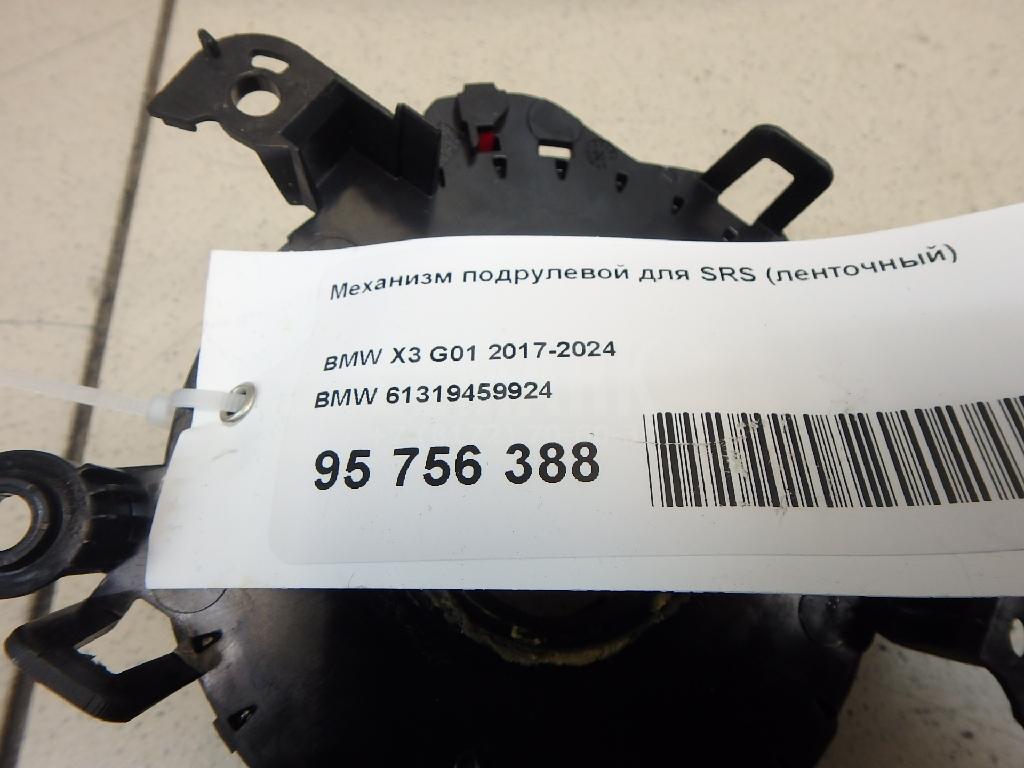 Механизм подрулевой для SRS (ленточный)
BMW X3 G01 2017-2024
BMW 61319459924
95 756 388